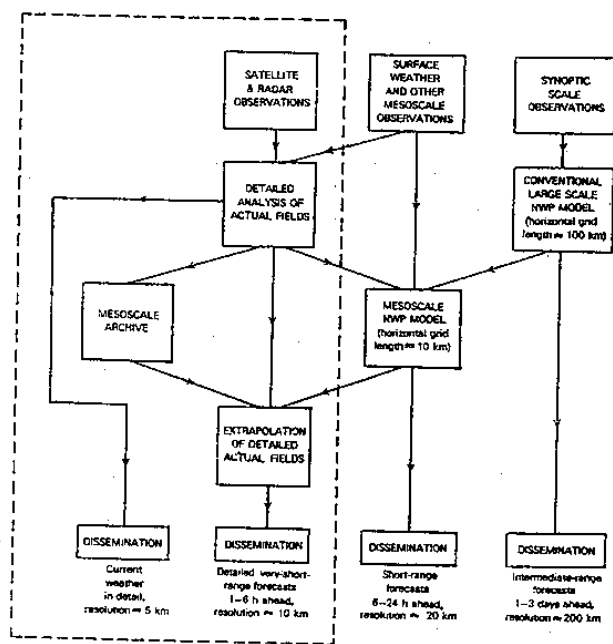 SATELLITE
& RADAR
OBSERVATIONS
SURFACE
WEATHER
AND OTHER
MESOSCALE
OBSERVATIONS
SYNOPTIC
SCALE
OBSERVATIONS
DETAILED
ANALYSIS OF
ACTUAL FIELDS
CONVENTIONAL
LARGE SCALE
NWP MODEL
(horizontal grid
length ≈ 100 km)
MESOSCALE
ARCHIVE
MESOSCALE
NWP MODEL
(horizontal grid
length ≈ 10 km)
EXTRAPOLATION
OF DETAILED
ACTUAL FIELDS
DISSEMINATION
Current
weather
in detail,
resolution ≈ 5 km
DISSEMINATION
Detailed very-short-
range forecasts
1–6 h ahead,
resolution ≈ 10 km
DISSEMINATION
Short-range
forecasts
6–24 h ahead,
resolution ≈ 20 km
DISSEMINATION
Intermediate-range
forecasts
1–3 days ahead,
resolution ≈ 200 km